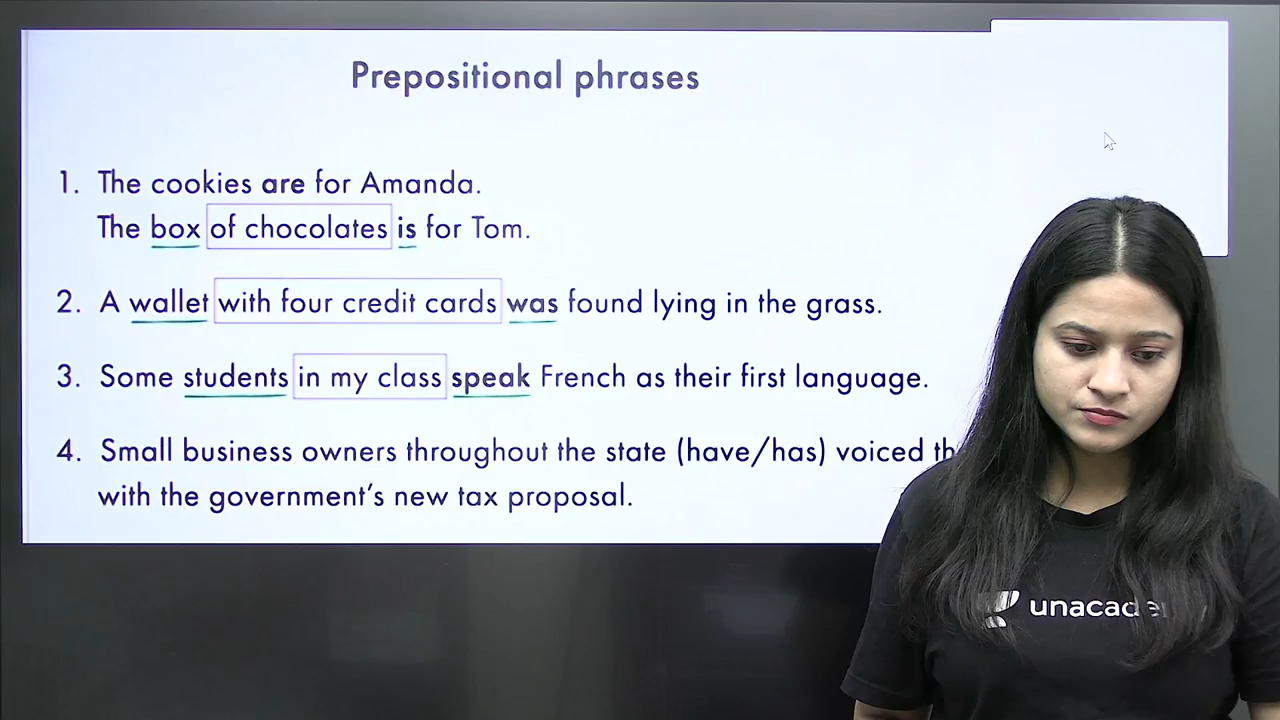 Prepositional phrases
1. The cookies are for Amanda.
The box of chocolates is for Tom.
2. A wallet with four credit cards was found lying in the grass.
3. Some students in my class speak French as their first language.
4. Small business owners throughout the state (have/has) voiced
with the government's new tax proposal.